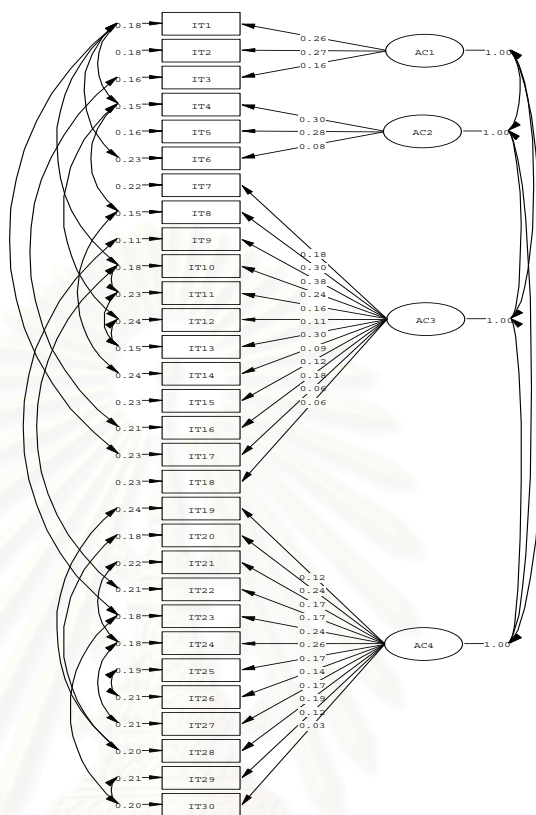 0.18 IT1
0.26
0.18 IT2 0.27 AC1 1.00
0.16 IT3 0.16
0.15 IT4
0.30
0.16 IT5 0.28 AC2 1.00
0.08
0.23 IT6
0.22 IT7
0.15 IT8
0.11 IT9
0.18
0.18 IT10 0.30
0.38
0.23 IT11 0.24
0.16
0.24 IT12 0.11 AC3 1.00
0.30
0.15 IT13 0.09
0.12
0.24 IT14 0.18
0.06
0.23 IT15 0.06
0.21 IT16
0.23 IT17
0.23 IT18
0.24 IT19
0.18 IT20
0.22 IT21
0.12
0.21 IT22 0.24
0.17
0.18 IT23 0.17
0.24
0.18 IT24 0.26 AC4 1.00
0.17
0.19 IT25 0.14
0.17
0.21 IT26 0.19
0.12
0.21 IT27 0.03
0.20 IT28
0.21 IT29
0.20 IT30